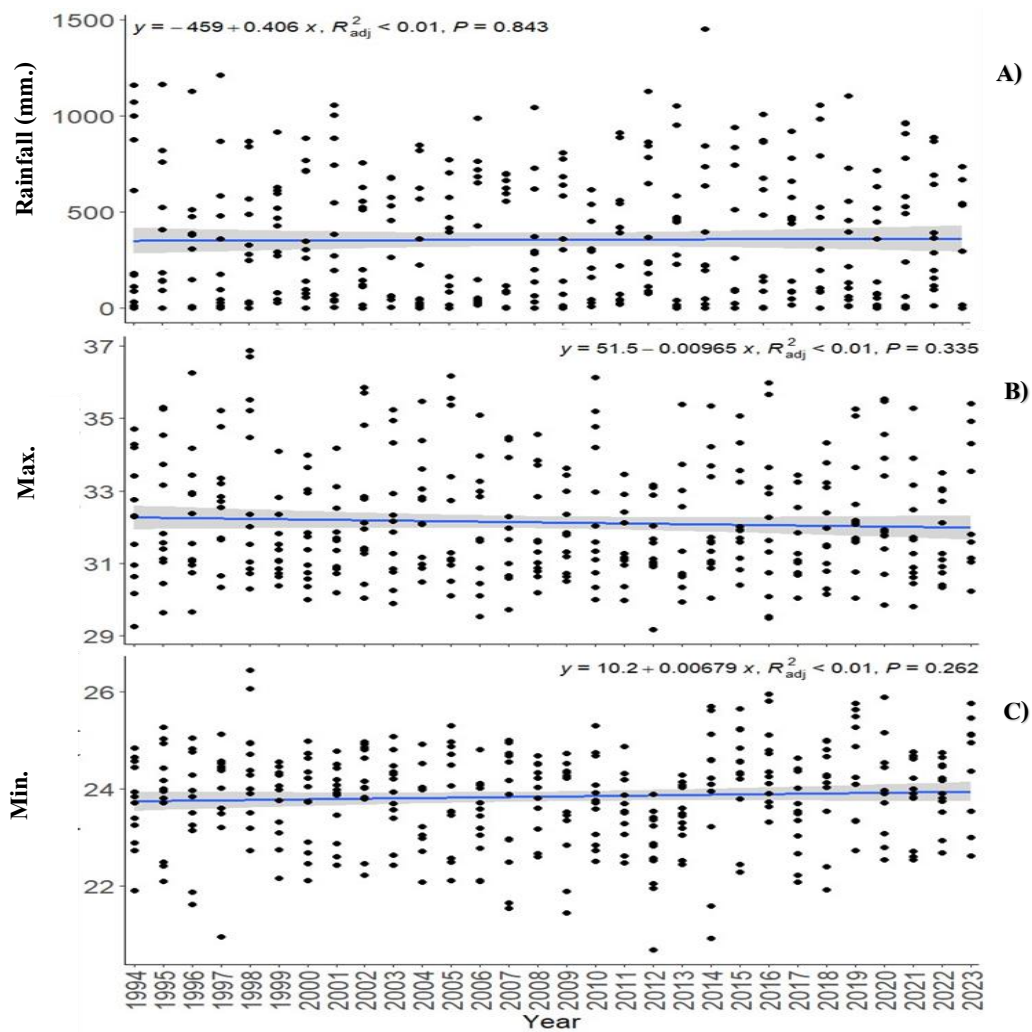 y = −459 + 0.406 x, R²adj < 0.01, P = 0.843
A)
Rainfall (mm.)
1500
1000
500
0
y = 51.5 − 0.00965 x, R²adj < 0.01, P = 0.335
B)
Max.
37
35
33
31
29
y = 10.2 + 0.00679 x, R²adj < 0.01, P = 0.262
C)
Min.
26
24
22
1994 1995 1996 1997 1998 1999 2000 2001 2002 2003 2004 2005 2006 2007 2008 2009 2010 2011 2012 2013 2014 2015 2016 2017 2018 2019 2020 2021 2022 2023
Year